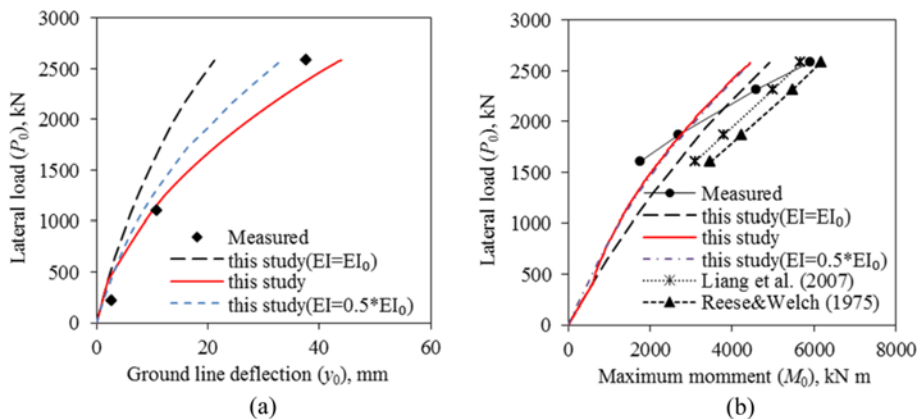 3000
2500
2000
1500
1000
500
0
Lateral load (P₀), kN
Measured
this study(EI=EI₀)
this study
this study(EI=0.5*EI₀)
0 20 40 60
Ground line deflection (y₀), mm
(a)
3000
2500
2000
1500
1000
500
0
Lateral load (P₀), kN
Measured
this study(EI=EI₀)
this study
this study(EI=0.5*EI₀)
Liang et al. (2007)
Reese&Welch (1975)
0 2000 4000 6000 8000
Maximum momment (M₀), kN m
(b)